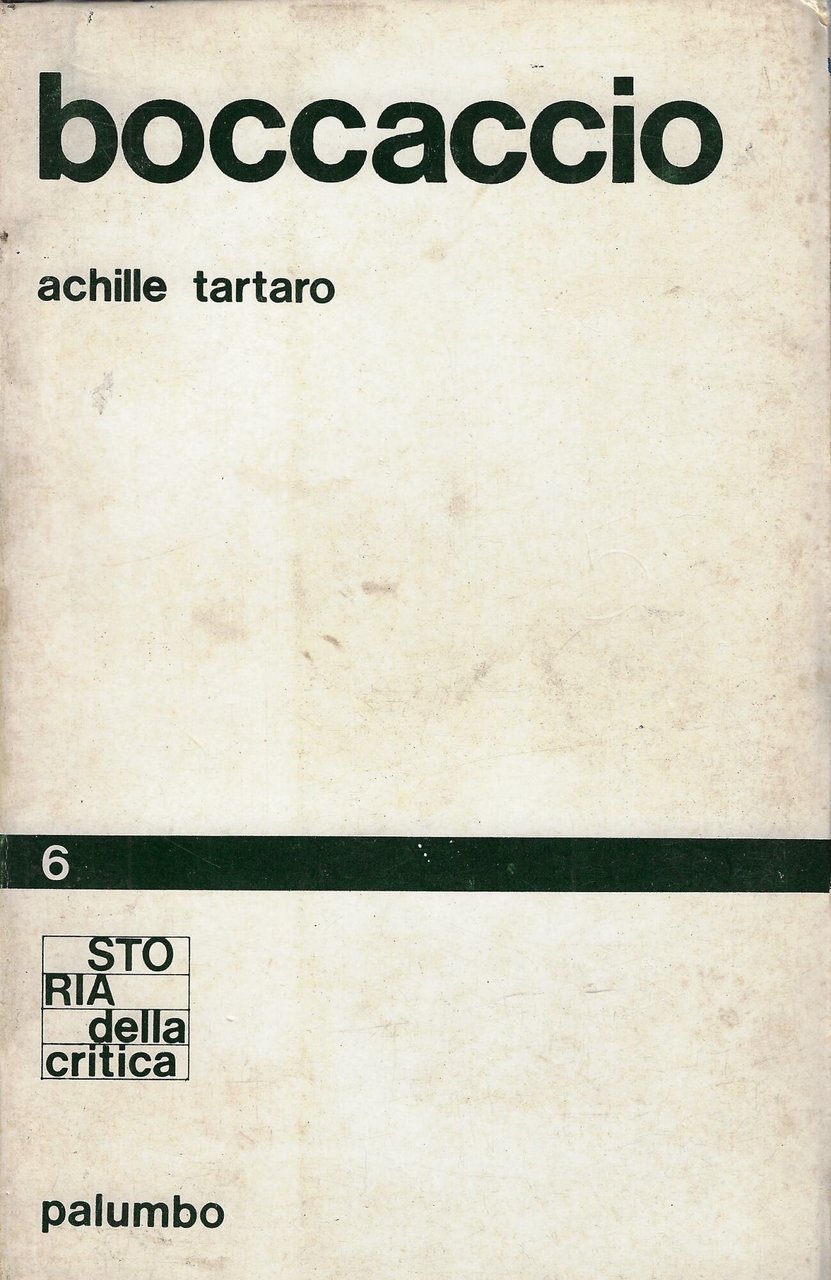 boccaccio
achille tartaro
6
STO
RIA
della
critica
palumbo